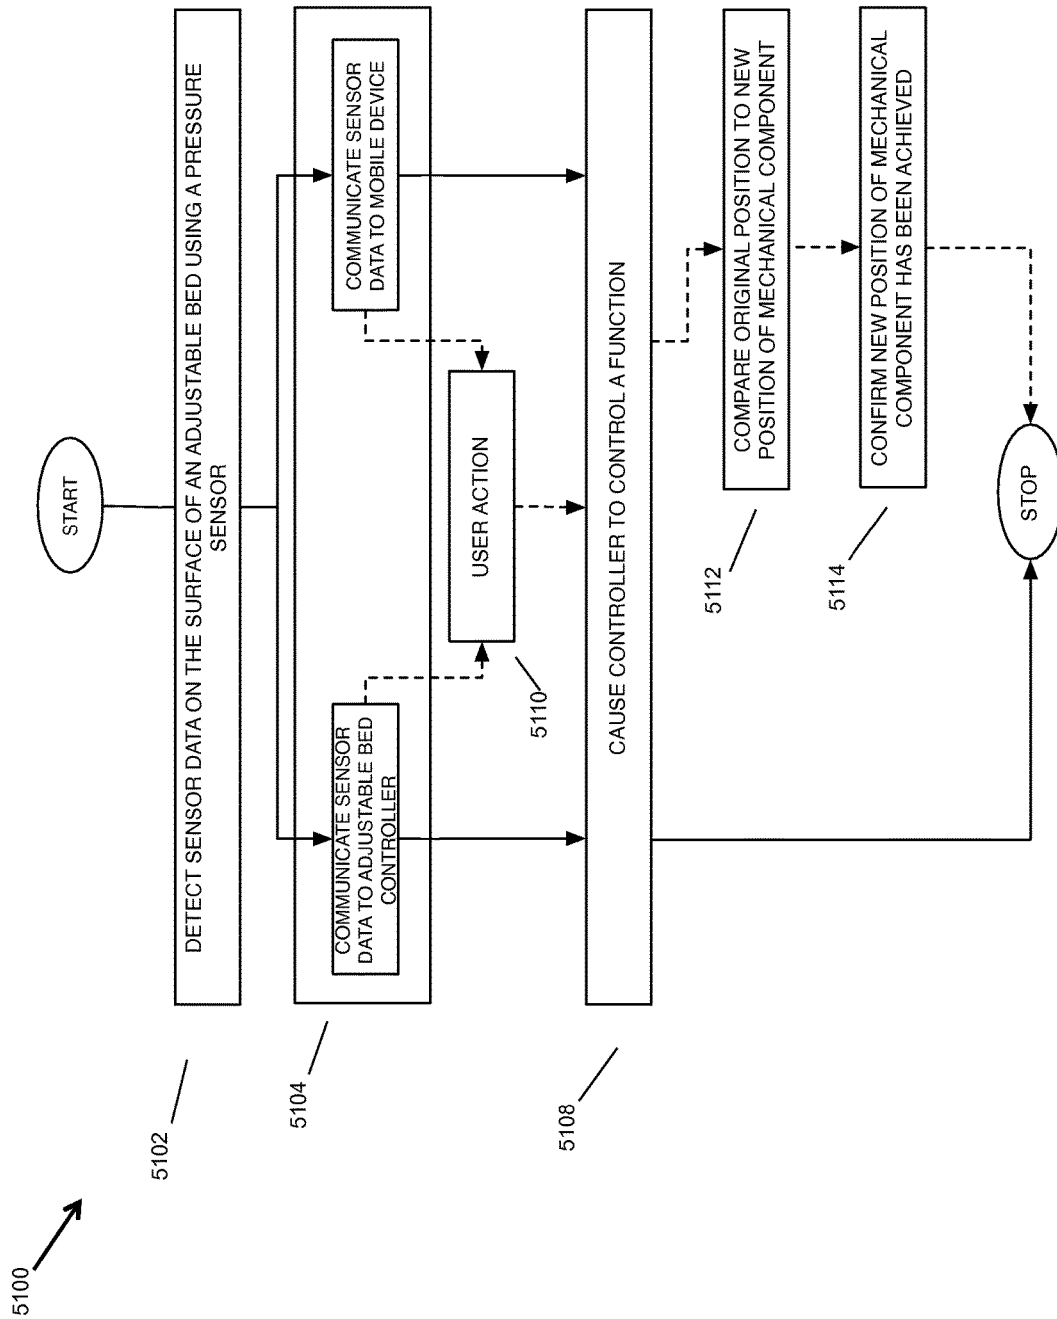 5100
START
5102
DETECT SENSOR DATA ON THE SURFACE OF AN ADJUSTABLE BED USING A PRESSURE
SENSOR
5104
COMMUNICATE SENSOR
DATA TO ADJUSTABLE BED
CONTROLLER
COMMUNICATE SENSOR
DATA TO MOBILE DEVICE
5110
USER ACTION
5108
CAUSE CONTROLLER TO CONTROL A FUNCTION
5112
COMPARE ORIGINAL POSITION TO NEW
POSITION OF MECHANICAL COMPONENT
5114
CONFIRM NEW POSITION OF MECHANICAL
COMPONENT HAS BEEN ACHIEVED
STOP